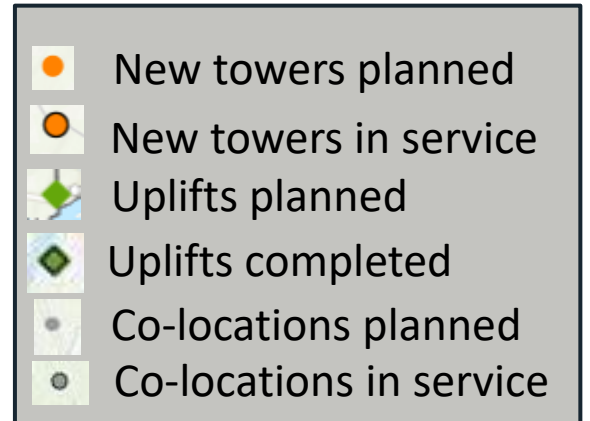 New towers planned
New towers in service
Uplifts planned
Uplifts completed
Co-locations planned
Co-locations in service